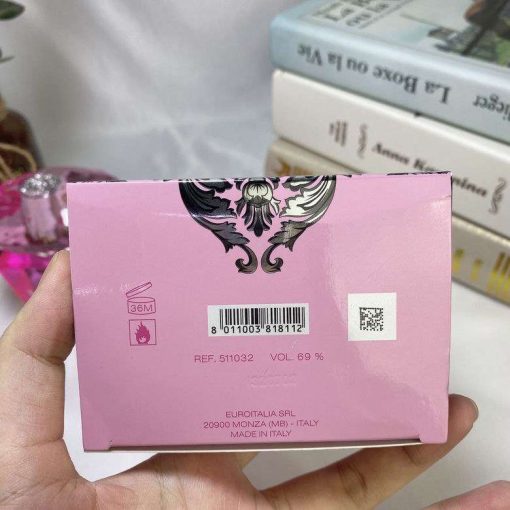 La Boxe ou la Vie
Anna Karenina
36M
8 011003 818112
REF. 511032 VOL. 69 %
EUROITALIA SRL
20900 MONZA (MB) - ITALY
MADE IN ITALY